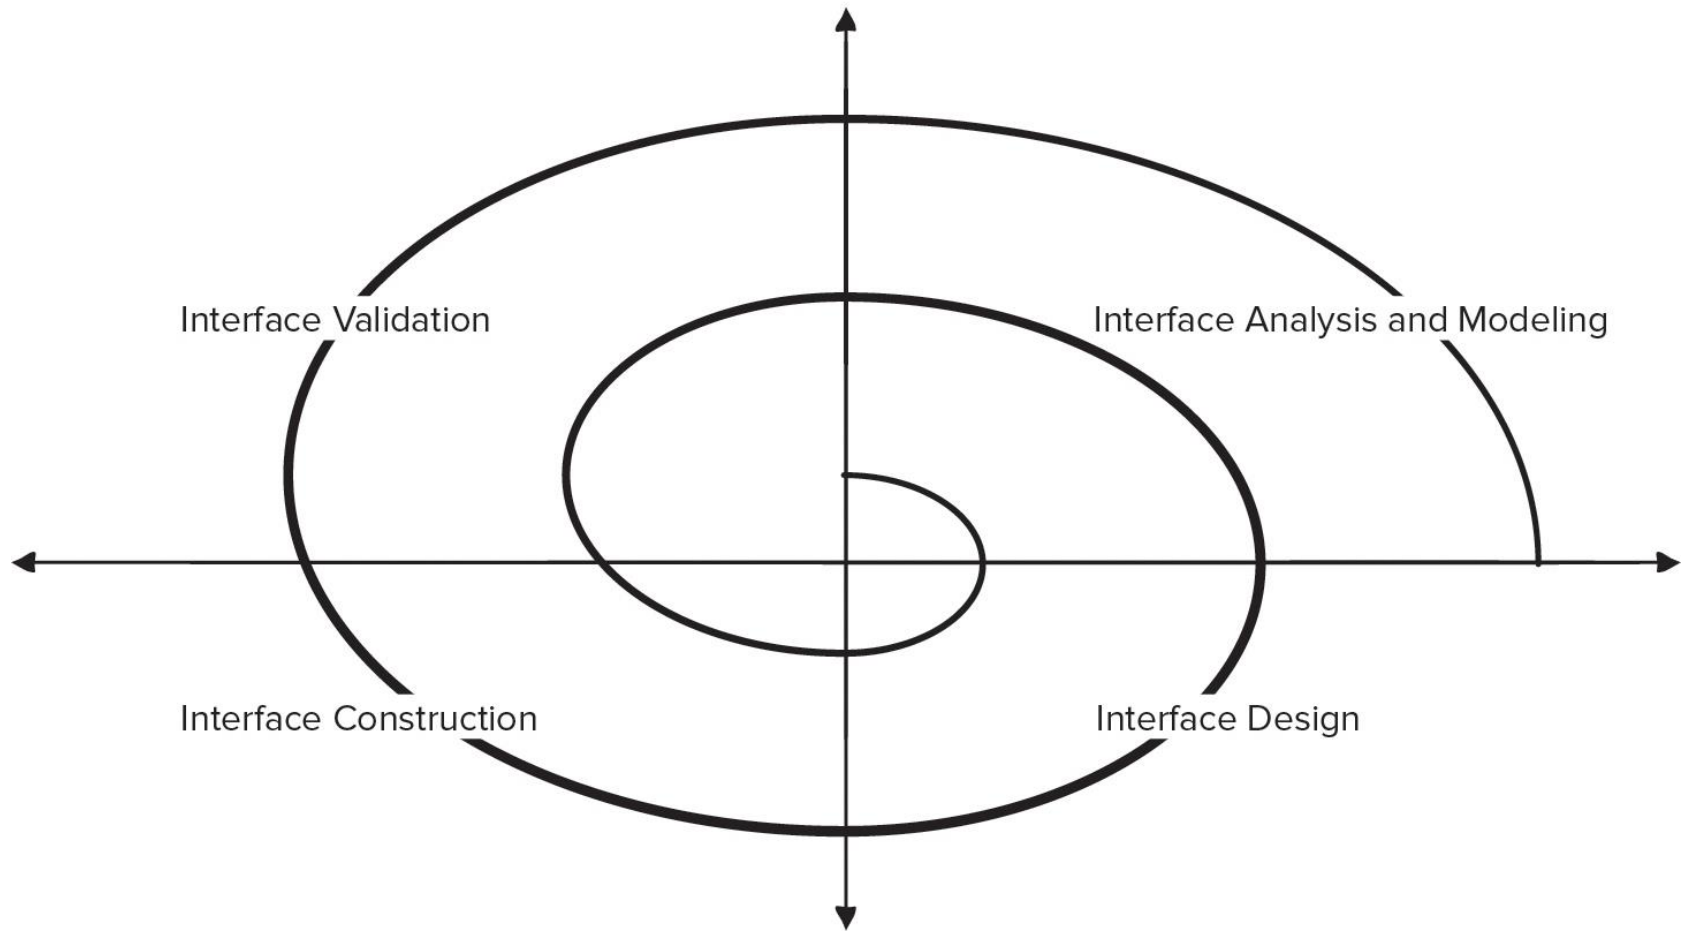 Interface Validation
Interface Analysis and Modeling
Interface Construction
Interface Design